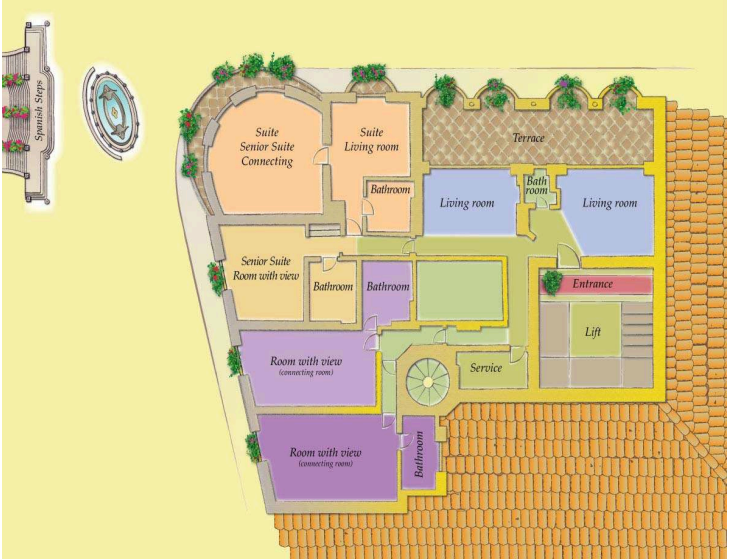 Spanish Steps
Suite
Senior Suite
Connecting
Suite
Living room
Terrace
Bathroom
Bath
room
Living room
Living room
Senior Suite
Room with view
Bathroom
Bathroom
Entrance
Lift
Room with view
(connecting room)
Service
Room with view
(connecting room)
Bathroom